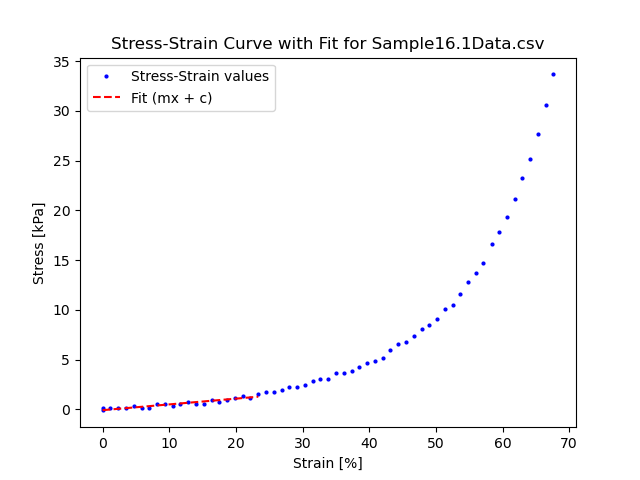 Stress-Strain Curve with Fit for Sample16.1Data.csv
Stress-Strain values
Fit (mx + c)
35
30
25
20
15
10
5
0
Stress [kPa]
0 10 20 30 40 50 60 70
Strain [%]